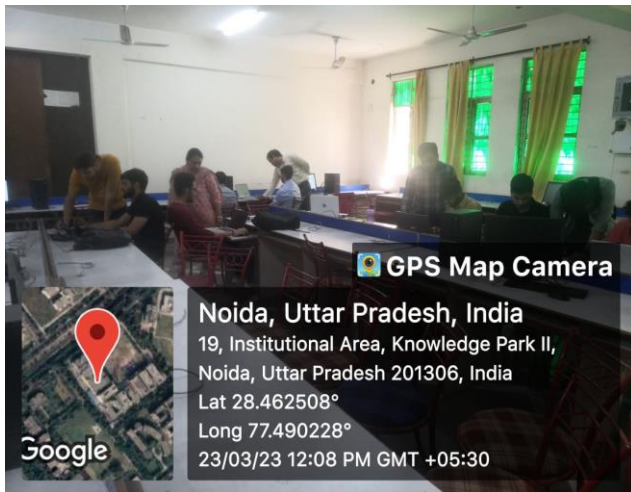 GPS Map Camera
Noida, Uttar Pradesh, India
19, Institutional Area, Knowledge Park II,
Noida, Uttar Pradesh 201306, India
Lat 28.462508°
Long 77.490228°
23/03/23 12:08 PM GMT +05:30
Google